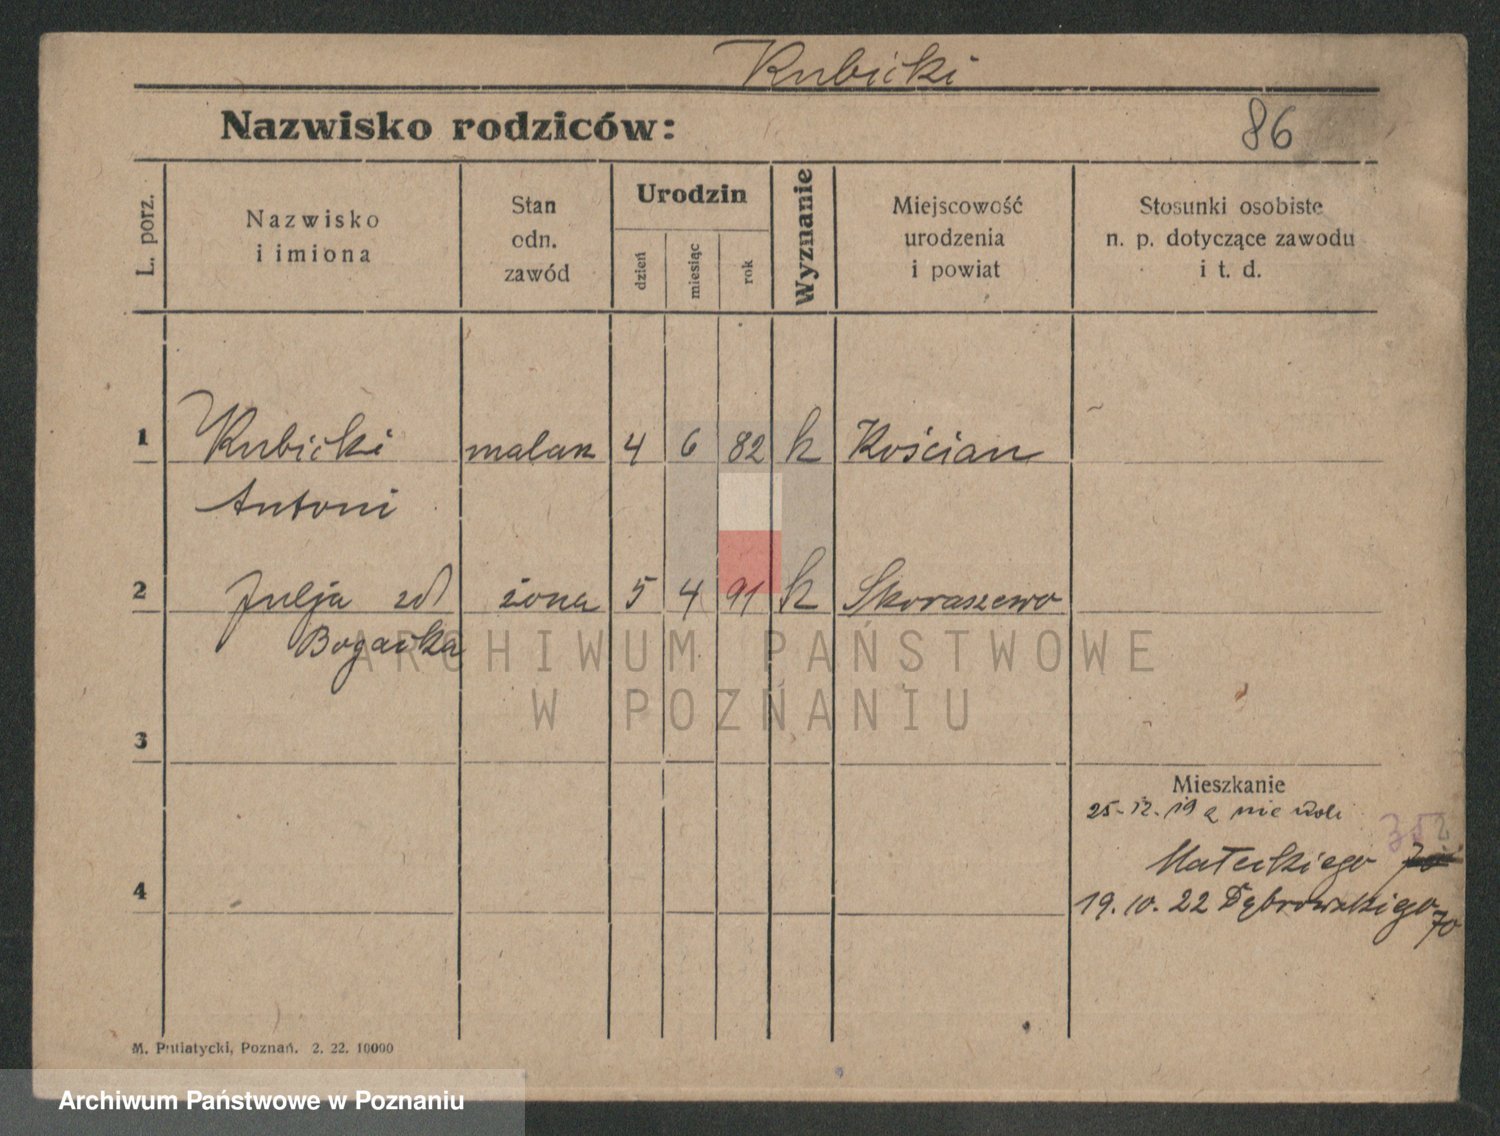 Kubicki
Nazwisko rodziców:
86
L. porz.
Nazwisko
i imiona
Stan
odn.
zawód
Urodzin
dzień
miesiąc
rok
Wyznanie
Miejscowość
urodzenia
i powiat
Stosunki osobiste
n. p. dotyczące zawodu
i t. d.
1 Kubicki malarz 4 6 82 k Kościan
Antoni
2 Julja zd żona 5 4 91 k Skoraszewo
Bogacka
ARCHIWUM PAŃSTWOWE
W POZNANIU
3
Mieszkanie
25-12.19 z niewoli
Małeckiego
4
19.10.22 Dąbrowskiego 70
M. Putiatycki, Poznań. 2. 22. 10000
Archiwum Państwowe w Poznaniu